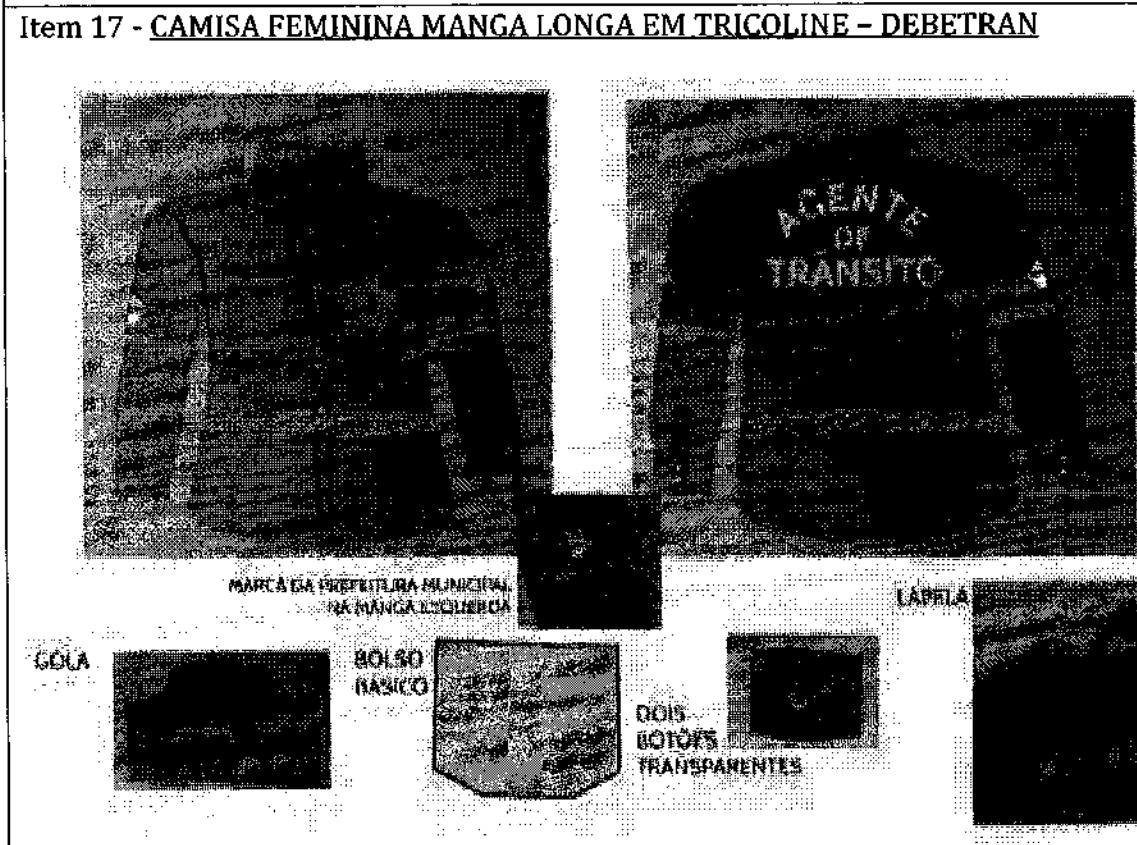 Item 17 - CAMISA FEMININA MANGA LONGA EM TRICOLINE – DEBETRAN
AGENTE
DE
TRÂNSITO
MARCA DA PREFEITURA MUNICIPAL
NA MANGA ESQUERDA
LAPELA
GOLA
BOLSO
BÁSICO
DOIS
BOTÕES
TRANSPARENTES